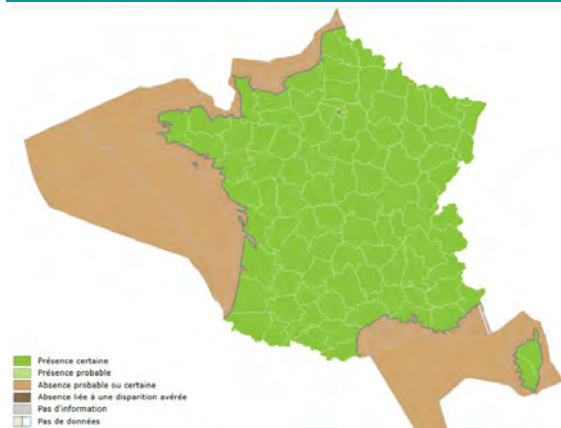 Présence certaine
Présence probable
Absence probable ou certaine
Absence liée à une disparition avérée
Pas d'information
Pas de données